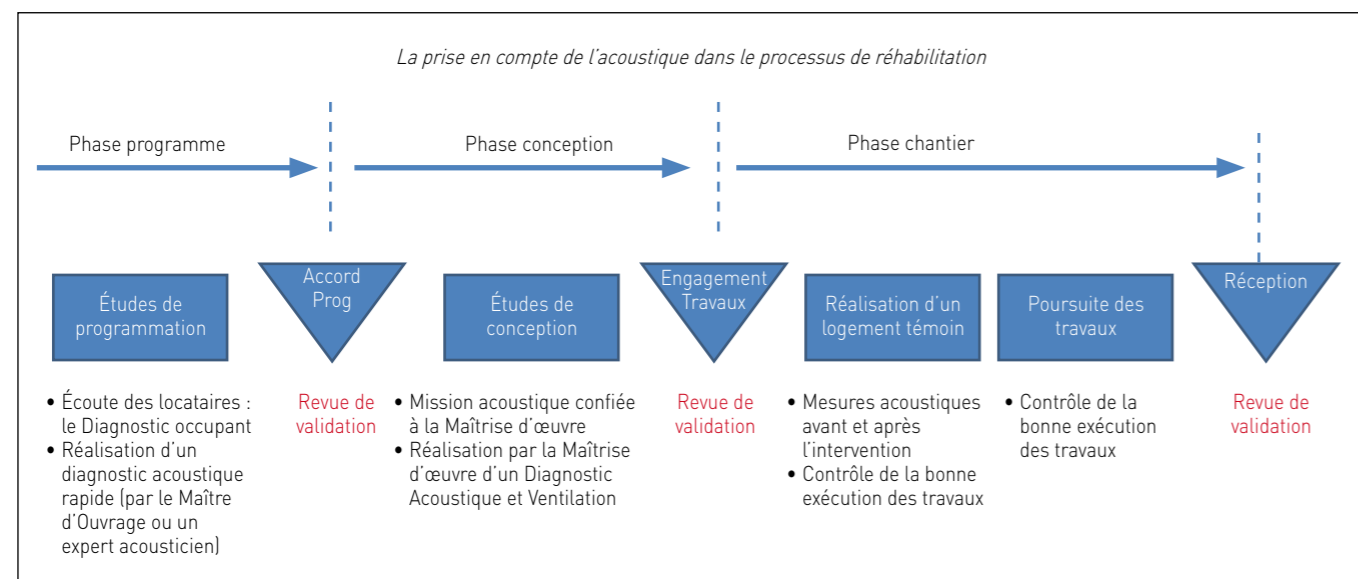 La prise en compte de l'acoustique dans le processus de réhabilitation
Phase programme
Phase conception
Phase chantier
Études de
programmation
Accord
Prog
Études de
conception
Engagement
Travaux
Réalisation d'un
logement témoin
Poursuite des
travaux
Réception
• Écoute des locataires :
le Diagnostic occupant
• Réalisation d'un
diagnostic acoustique
rapide (par le Maître
d'Ouvrage ou un
expert acousticien)
Revue de
validation
• Mission acoustique confiée
à la Maîtrise d'œuvre
• Réalisation par la Maîtrise
d'œuvre d'un Diagnostic
Acoustique et Ventilation
Revue de
validation
• Mesures acoustiques
avant et après
l'intervention
• Contrôle de la bonne
exécution des travaux
• Contrôle de la
bonne exécution
des travaux
Revue de
validation